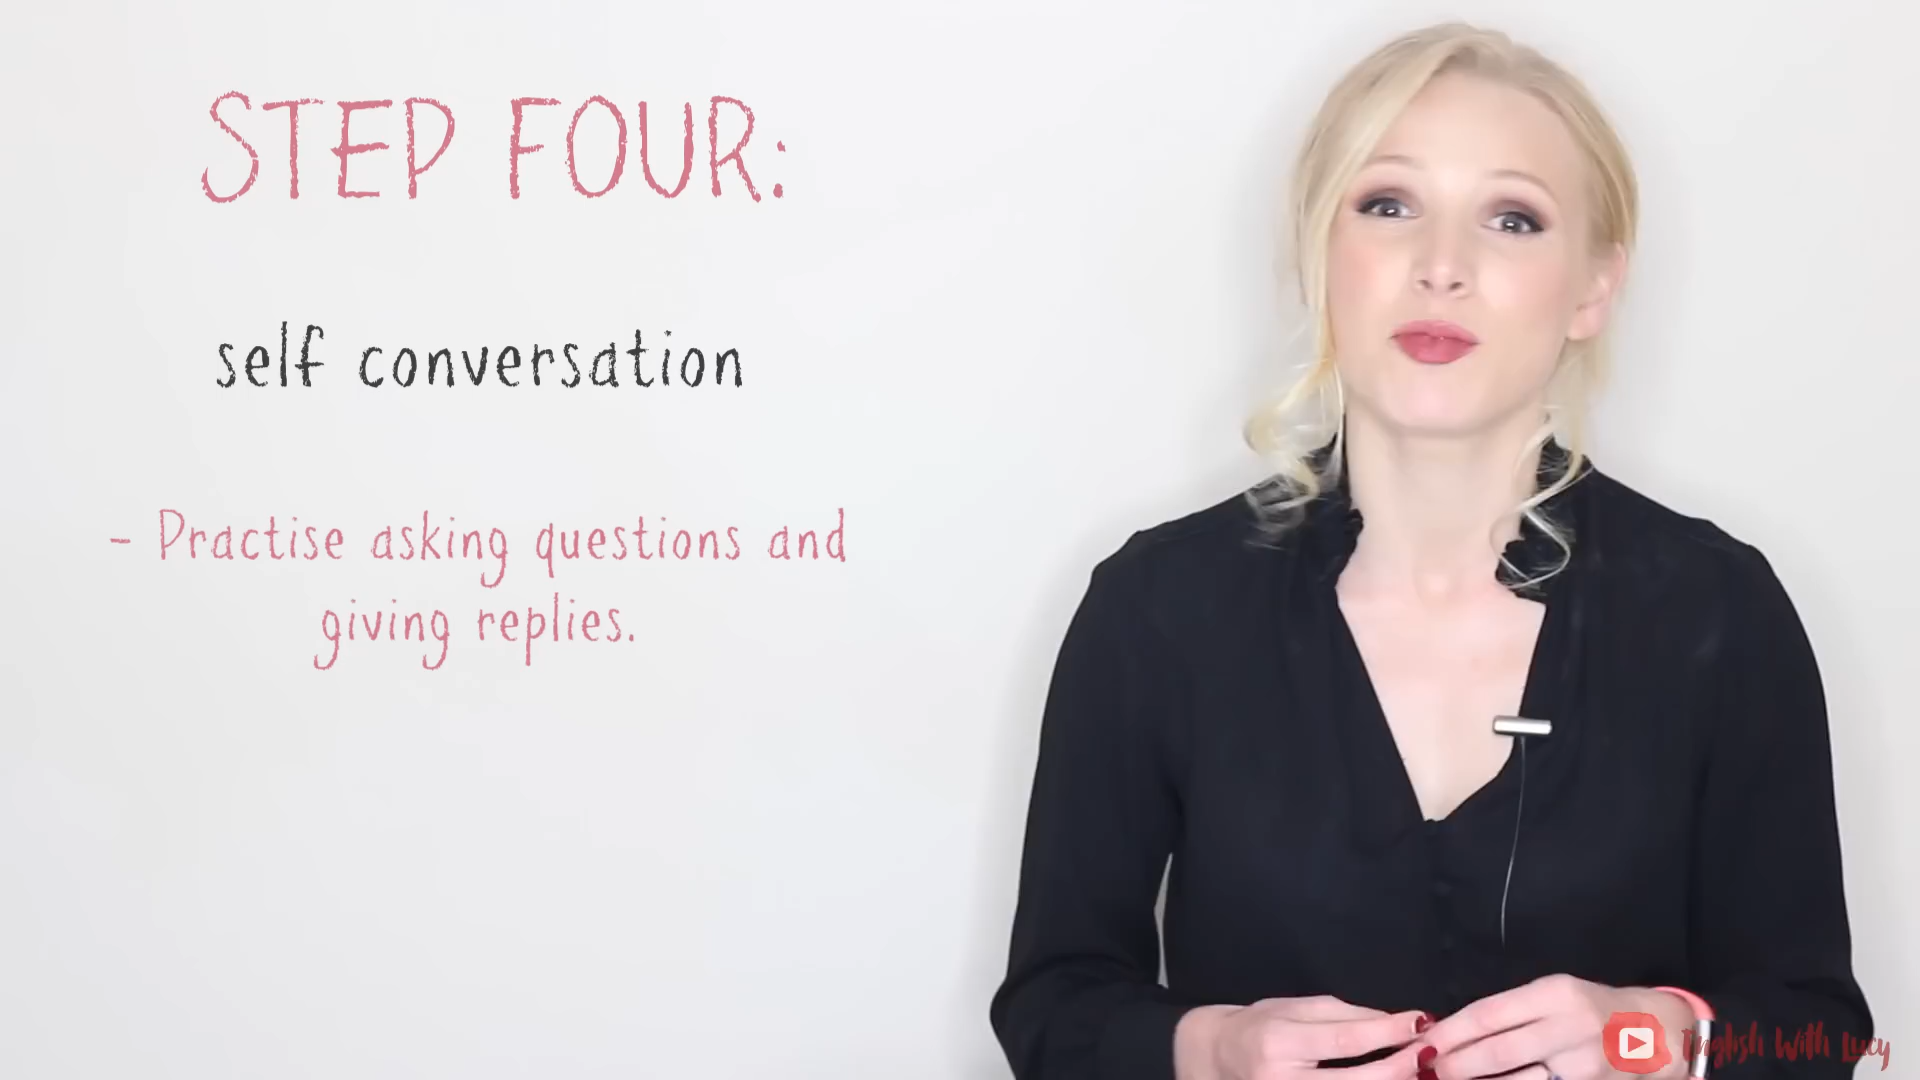 STEP FOUR:
self conversation
- Practise asking questions and
giving replies.
English With Lucy